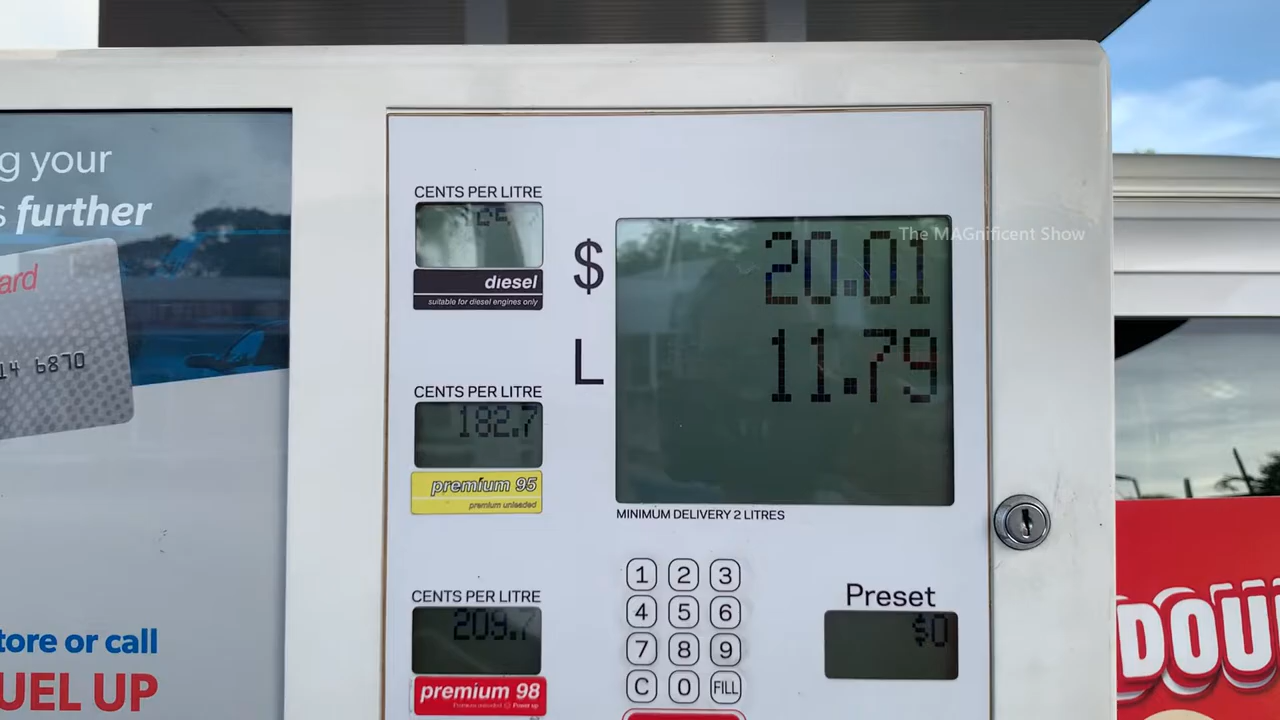 g your
s further
ard
14 6870
tore or call
UEL UP
CENTS PER LITRE
diesel
suitable for diesel engines only
CENTS PER LITRE
182.7
premium 95
premium unleaded
CENTS PER LITRE
209.7
premium 98
$ 20.01
L 11.79
The MAGnificent Show
MINIMUM DELIVERY 2 LITRES
1 2 3
4 5 6
7 8 9
C 0 FILL
Preset
$0
DOU